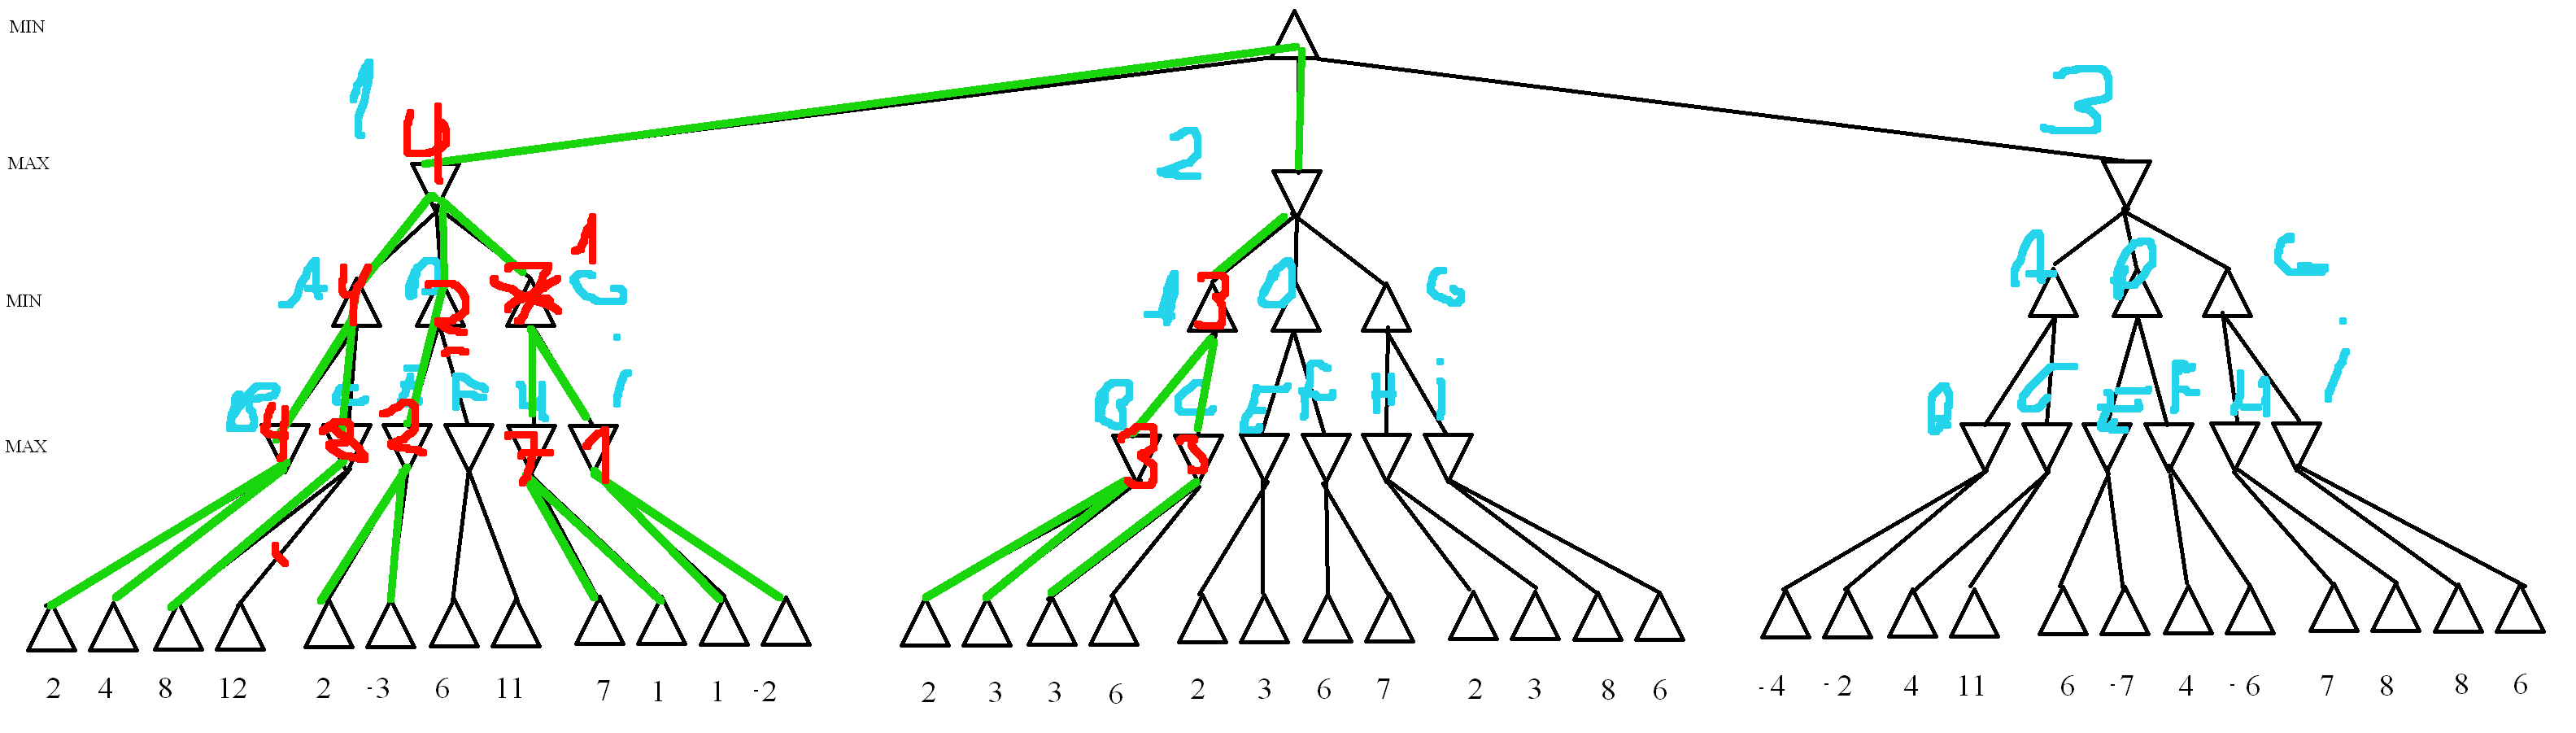 MIN
1 4 2 3
MAX
1
A 4 D 2 7 G A 3 D G A D G
MIN
B C E F H i B C E F H i B C E F H i
4 8 2 7 1 3 3
MAX
2 4 8 12 2 -3 6 11 7 1 1 -2 2 3 3 6 2 3 6 7 2 3 8 6 -4 -2 4 11 6 -7 4 -6 7 8 8 6